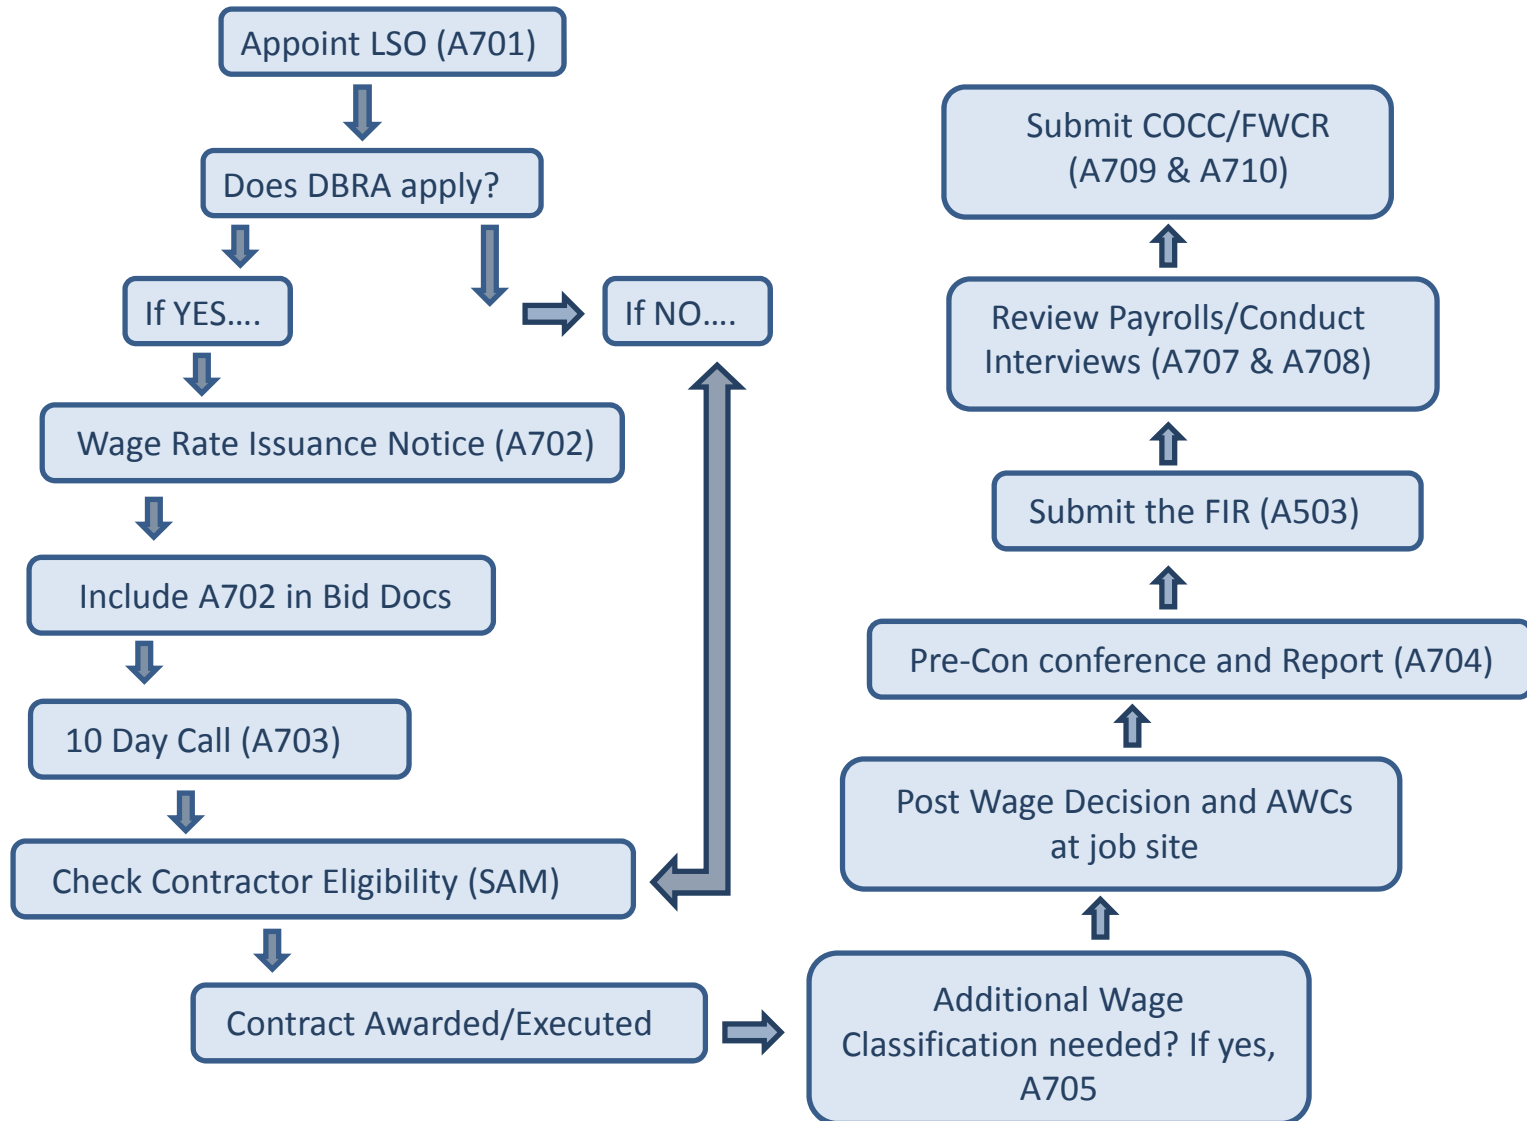 Appoint LSO (A701)
Does DBRA apply?
If YES....
If NO....
Wage Rate Issuance Notice (A702)
Include A702 in Bid Docs
10 Day Call (A703)
Check Contractor Eligibility (SAM)
Contract Awarded/Executed
Additional Wage
Classification needed? If yes,
A705
Post Wage Decision and AWCs
at job site
Pre-Con conference and Report (A704)
Submit the FIR (A503)
Review Payrolls/Conduct
Interviews (A707 & A708)
Submit COCC/FWCR
(A709 & A710)